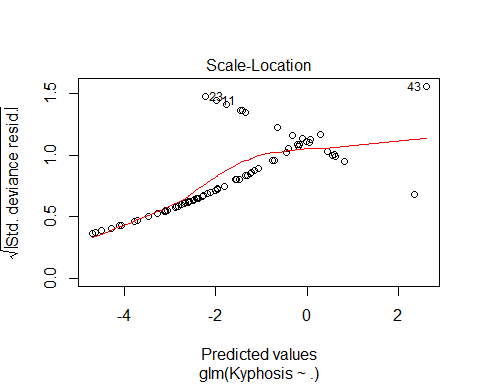 Scale-Location
√|Std. deviance resid.|
1.5
1.0
0.5
0.0
43
23
11
-4
-2
0
2
Predicted values
glm(Kyphosis ~ .)